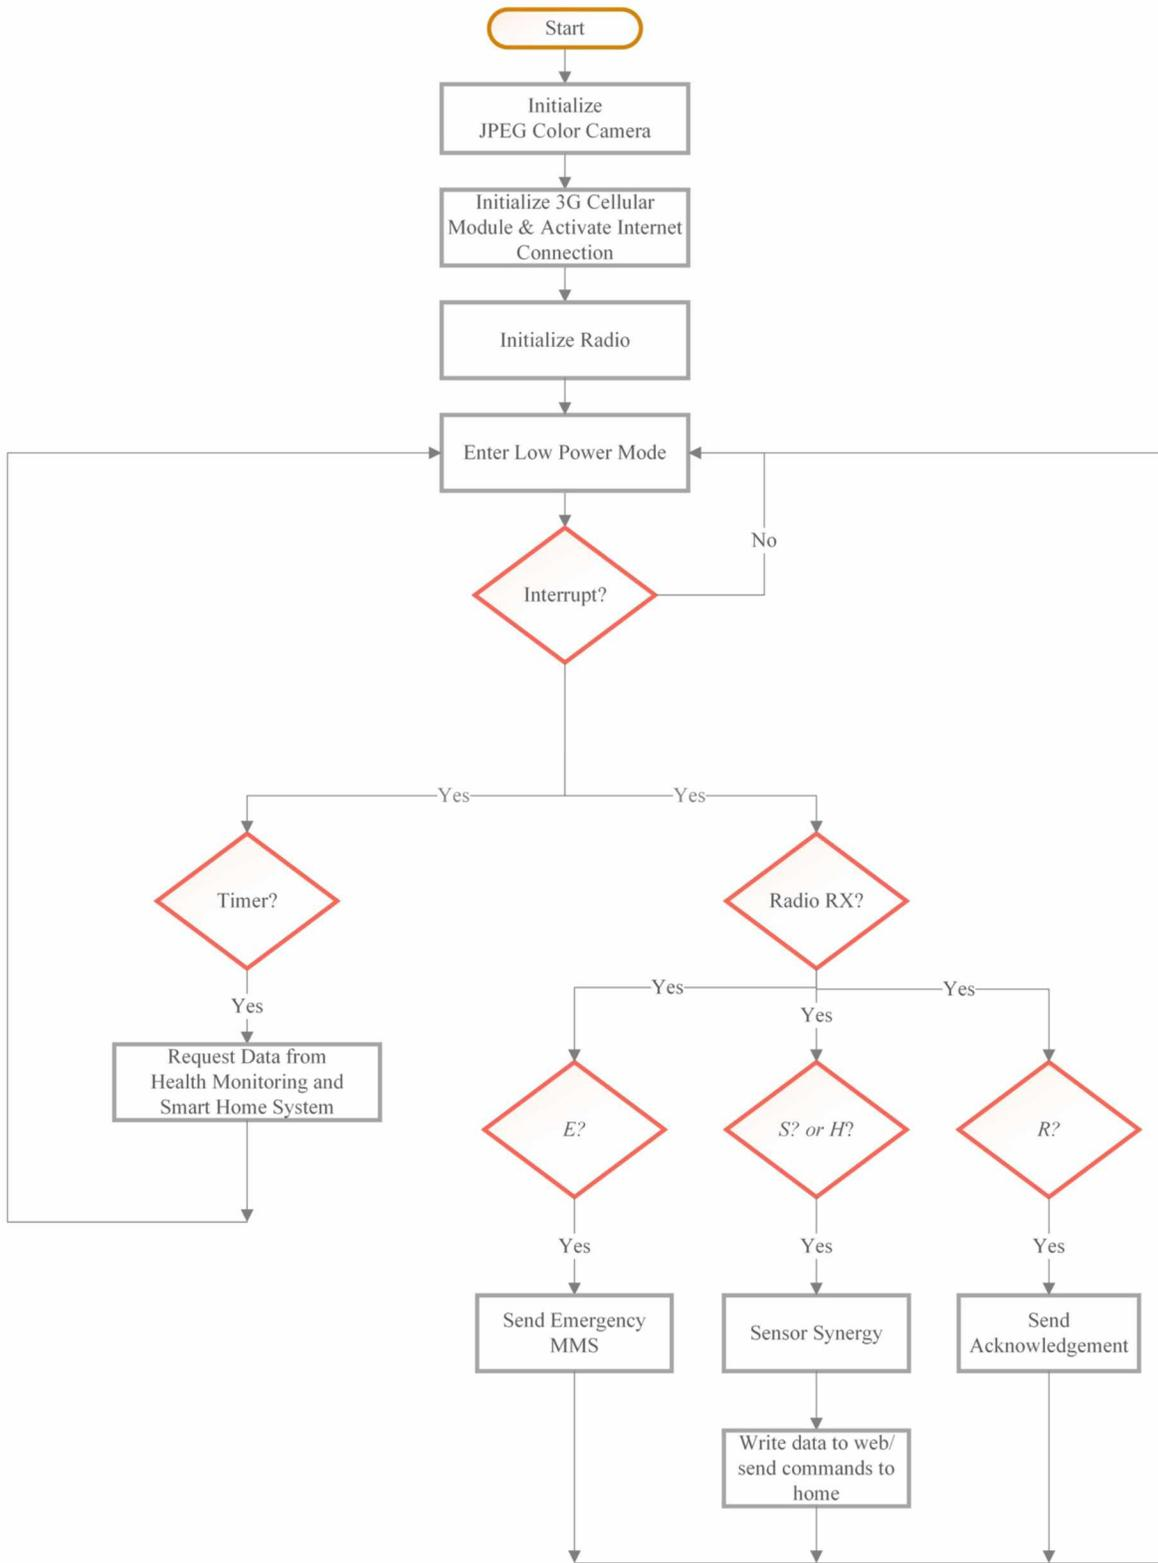 Start
Initialize
JPEG Color Camera
Initialize 3G Cellular
Module & Activate Internet
Connection
Initialize Radio
Enter Low Power Mode
No
Interrupt?
Yes
Yes
Timer?
Radio RX?
Yes
Yes
Yes
Yes
Request Data from
Health Monitoring and
Smart Home System
E?
S? or H?
R?
Yes
Yes
Yes
Send Emergency
MMS
Sensor Synergy
Send
Acknowledgement
Write data to web/
send commands to
home